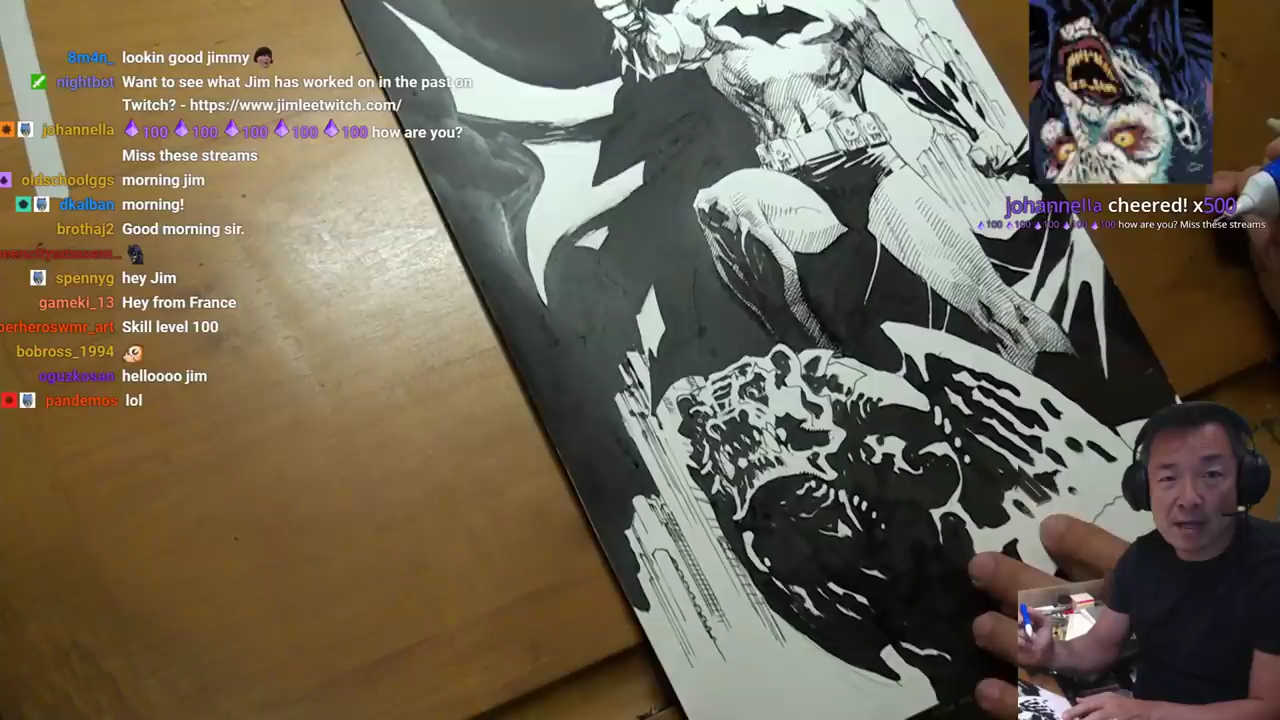 8m4n_ lookin good jimmy
nightbot Want to see what Jim has worked on in the past on
Twitch? - https://www.jimleetwitch.com/
johannella 100 100 100 100 100 how are you?
Miss these streams
oldschoolggs morning jim
dkalban morning!
brothaj2 Good morning sir.
spennyg hey Jim
gameki_13 Hey from France
erheroswmr_art Skill level 100
bobross_1994
oguzkosan helloooo jim
pandemos lol
johannella cheered! x500
100 100 100 100 100 how are you? Miss these streams